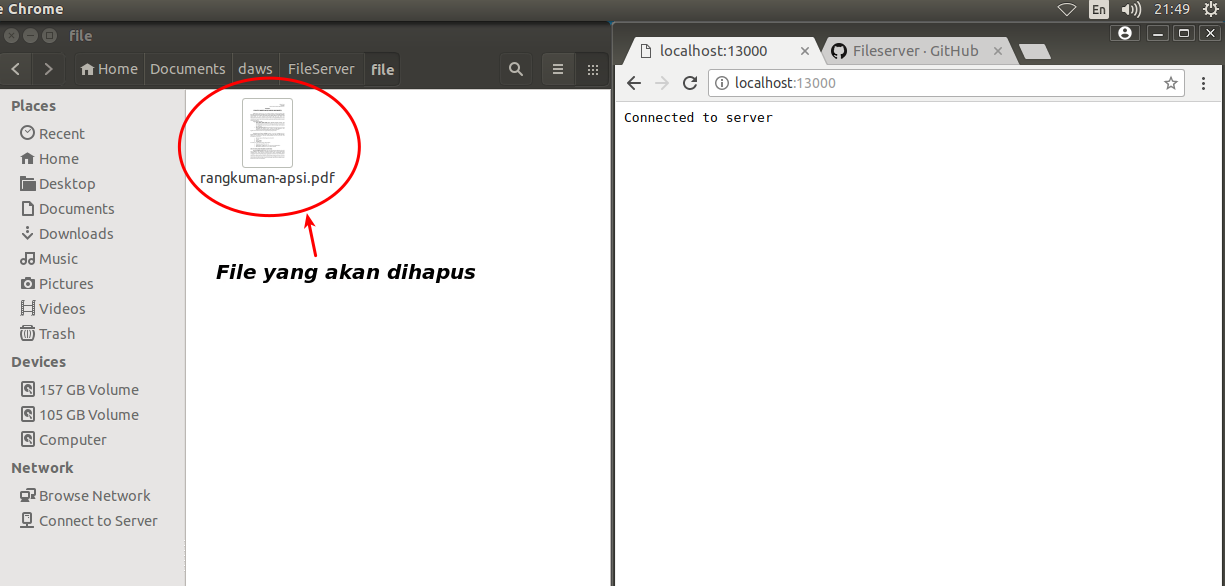 e Chrome
En
21:49
file
Home
Documents
daws
FileServer
file
Places
Recent
Home
Desktop
Documents
Downloads
Music
Pictures
Videos
Trash
Devices
157 GB Volume
105 GB Volume
Computer
Network
Browse Network
Connect to Server
rangkuman-apsi.pdf
File yang akan dihapus
localhost:13000
Fileserver · GitHub
localhost:13000
Connected to server